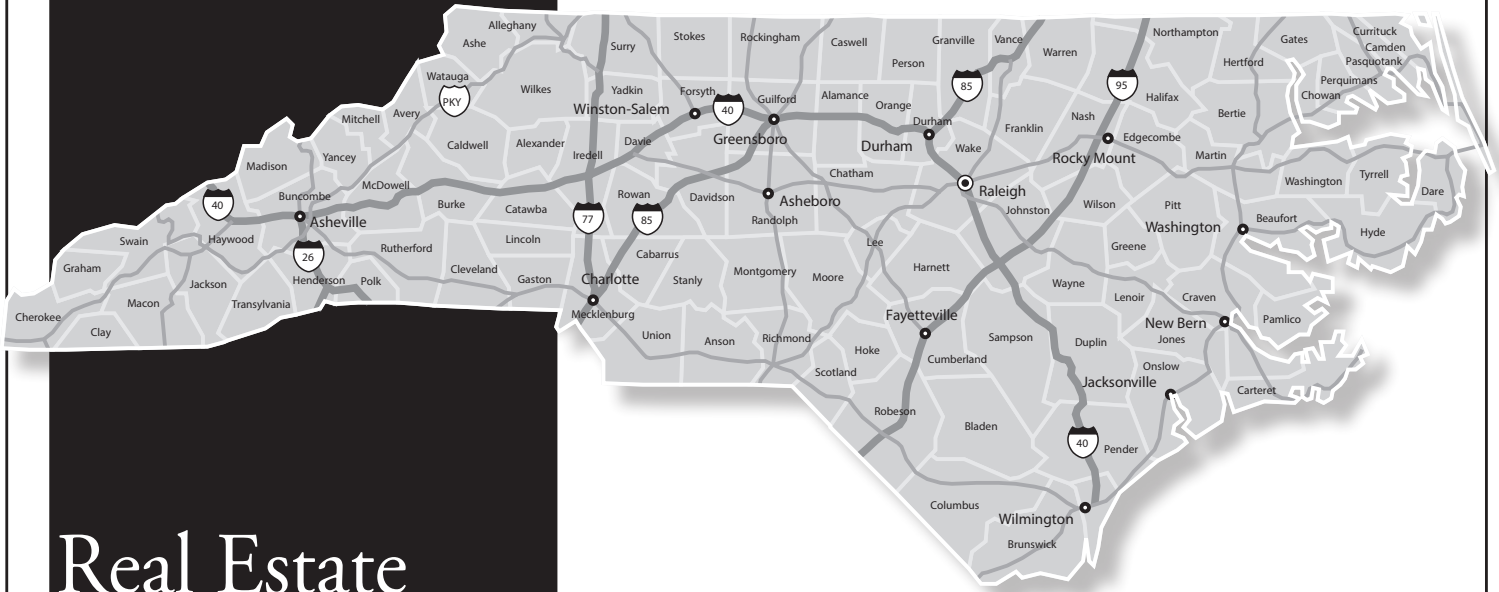 Alleghany
Ashe
Surry
Stokes
Rockingham
Caswell
Person
Granville
Vance
Warren
Northampton
Gates
Currituck
Camden
Pasquotank
Perquimans
Chowan
Hertford
Watauga
PKY
Wilkes
Yadkin
Forsyth
40
Guilford
Alamance
Orange
85
95
Halifax
Bertie
Winston-Salem
Greensboro
Durham
Durham
Franklin
Nash
Edgecombe
Rocky Mount
Martin
Mitchell
Avery
Caldwell
Alexander
Iredell
Davie
Wake
Madison
Yancey
McDowell
Buncombe
Burke
Catawba
Rowan
Davidson
Chatham
Raleigh
Washington
Tyrrell
Dare
40
Asheville
77
85
Asheboro
Randolph
Johnston
Wilson
Pitt
Washington
Beaufort
Hyde
Swain
Haywood
26
Rutherford
Lincoln
Cabarrus
Lee
Greene
Graham
Jackson
Henderson
Polk
Cleveland
Gaston
Charlotte
Stanly
Montgomery
Moore
Harnett
Wayne
Lenoir
Craven
Cherokee
Macon
Transylvania
Clay
Mecklenburg
Union
Anson
Richmond
Hoke
Scotland
Fayetteville
Cumberland
Sampson
Duplin
New Bern
Jones
Pamlico
Onslow
Jacksonville
Carteret
Robeson
Bladen
40
Pender
Columbus
Wilmington
Brunswick
Real Estate